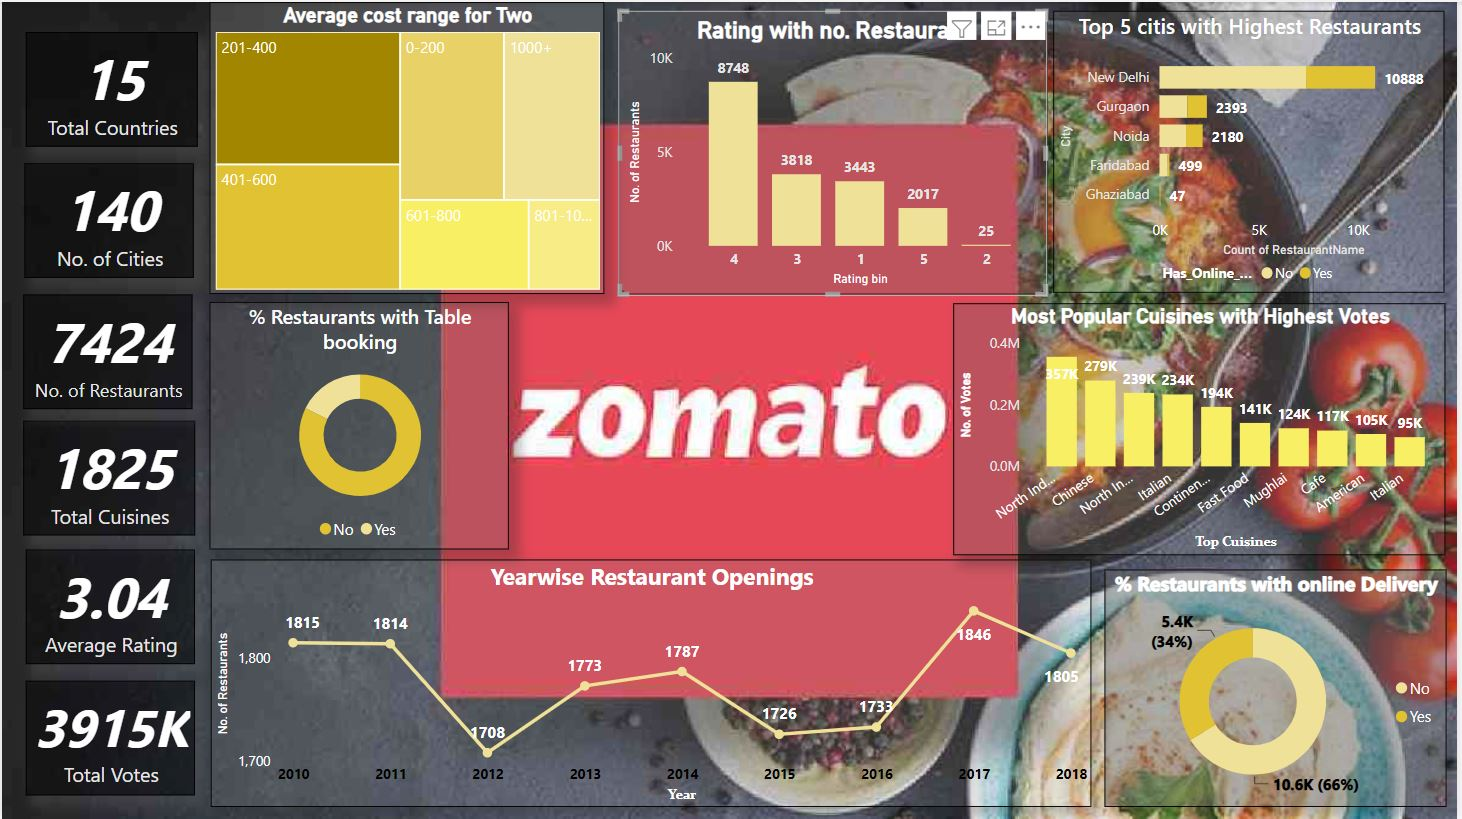 15
Total Countries
140
No. of Cities
7424
No. of Restaurants
1825
Total Cuisines
3.04
Average Rating
3915K
Total Votes
Average cost range for Two
201-400
0-200
1000+
401-600
601-800
801-10...
Rating with no. Restaura
No. of Restaurants
10K
5K
0K
8748
3818
3443
2017
25
4 3 1 5 2
Rating bin
Top 5 citis with Highest Restaurants
City
New Delhi 10888
Gurgaon 2393
Noida 2180
Faridabad 499
Ghaziabad 47
0K 5K 10K
Count of RestaurantName
Has_Online_... No Yes
% Restaurants with Table
booking
No Yes
zomato
Most Popular Cuisines with Highest Votes
No. of Votes
0.4M
0.2M
0.0M
357K 279K 239K 234K 194K 141K 124K 117K 105K 95K
North Ind... Chinese North In... Italian Continen... Fast Food Mughlai Cafe American Italian
Top Cuisines
Yearwise Restaurant Openings
No. of Restaurants
1,800
1,700
1815 1814 1708 1773 1787 1726 1733 1846 1805
2010 2011 2012 2013 2014 2015 2016 2017 2018
Year
% Restaurants with online Delivery
5.4K
(34%)
No
Yes
10.6K (66%)